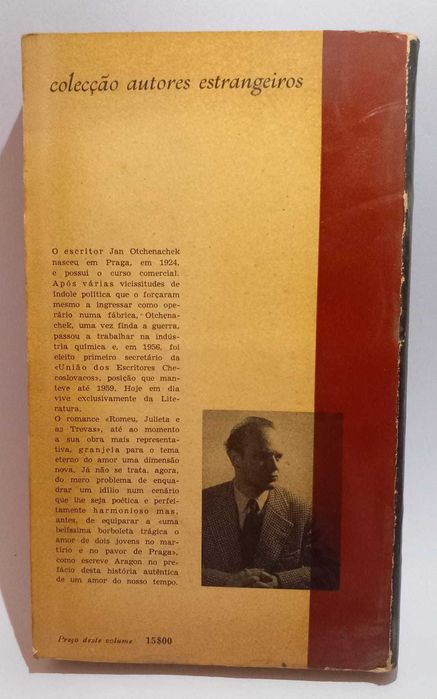 colecção autores estrangeiros
O escritor Jan Otchenachek
nasceu em Praga, em 1924,
e possui o curso comercial.
Após várias vicissitudes de
índole política que o forçaram
mesmo a ingressar como ope-
rário numa fábrica, Otchena-
chek, uma vez finda a guerra,
passou a trabalhar na indús-
tria química e, em 1956, foi
eleito primeiro secretário da
«União dos Escritores Che-
coslovacos», posição que man-
teve até 1959. Hoje em dia
vive exclusivamente da Lite-
ratura.
O romance «Romeu, Julieta e
as Trevas», até ao momento
a sua obra mais representa-
tiva, granjeia para o tema
eterno do amor uma dimensão
nova. Já não se trata, agora,
do mero problema de enqua-
drar um idílio num cenário
que lhe seja poética e perfei-
tamente harmonioso mas,
antes, de equiparar a «uma
belíssima borboleta trágica o
amor de dois jovens no mar-
tírio e no pavor de Praga»,
como escreve Aragon no pre-
fácio desta história autêntica
de um amor do nosso tempo.
Preço deste volume 15$00